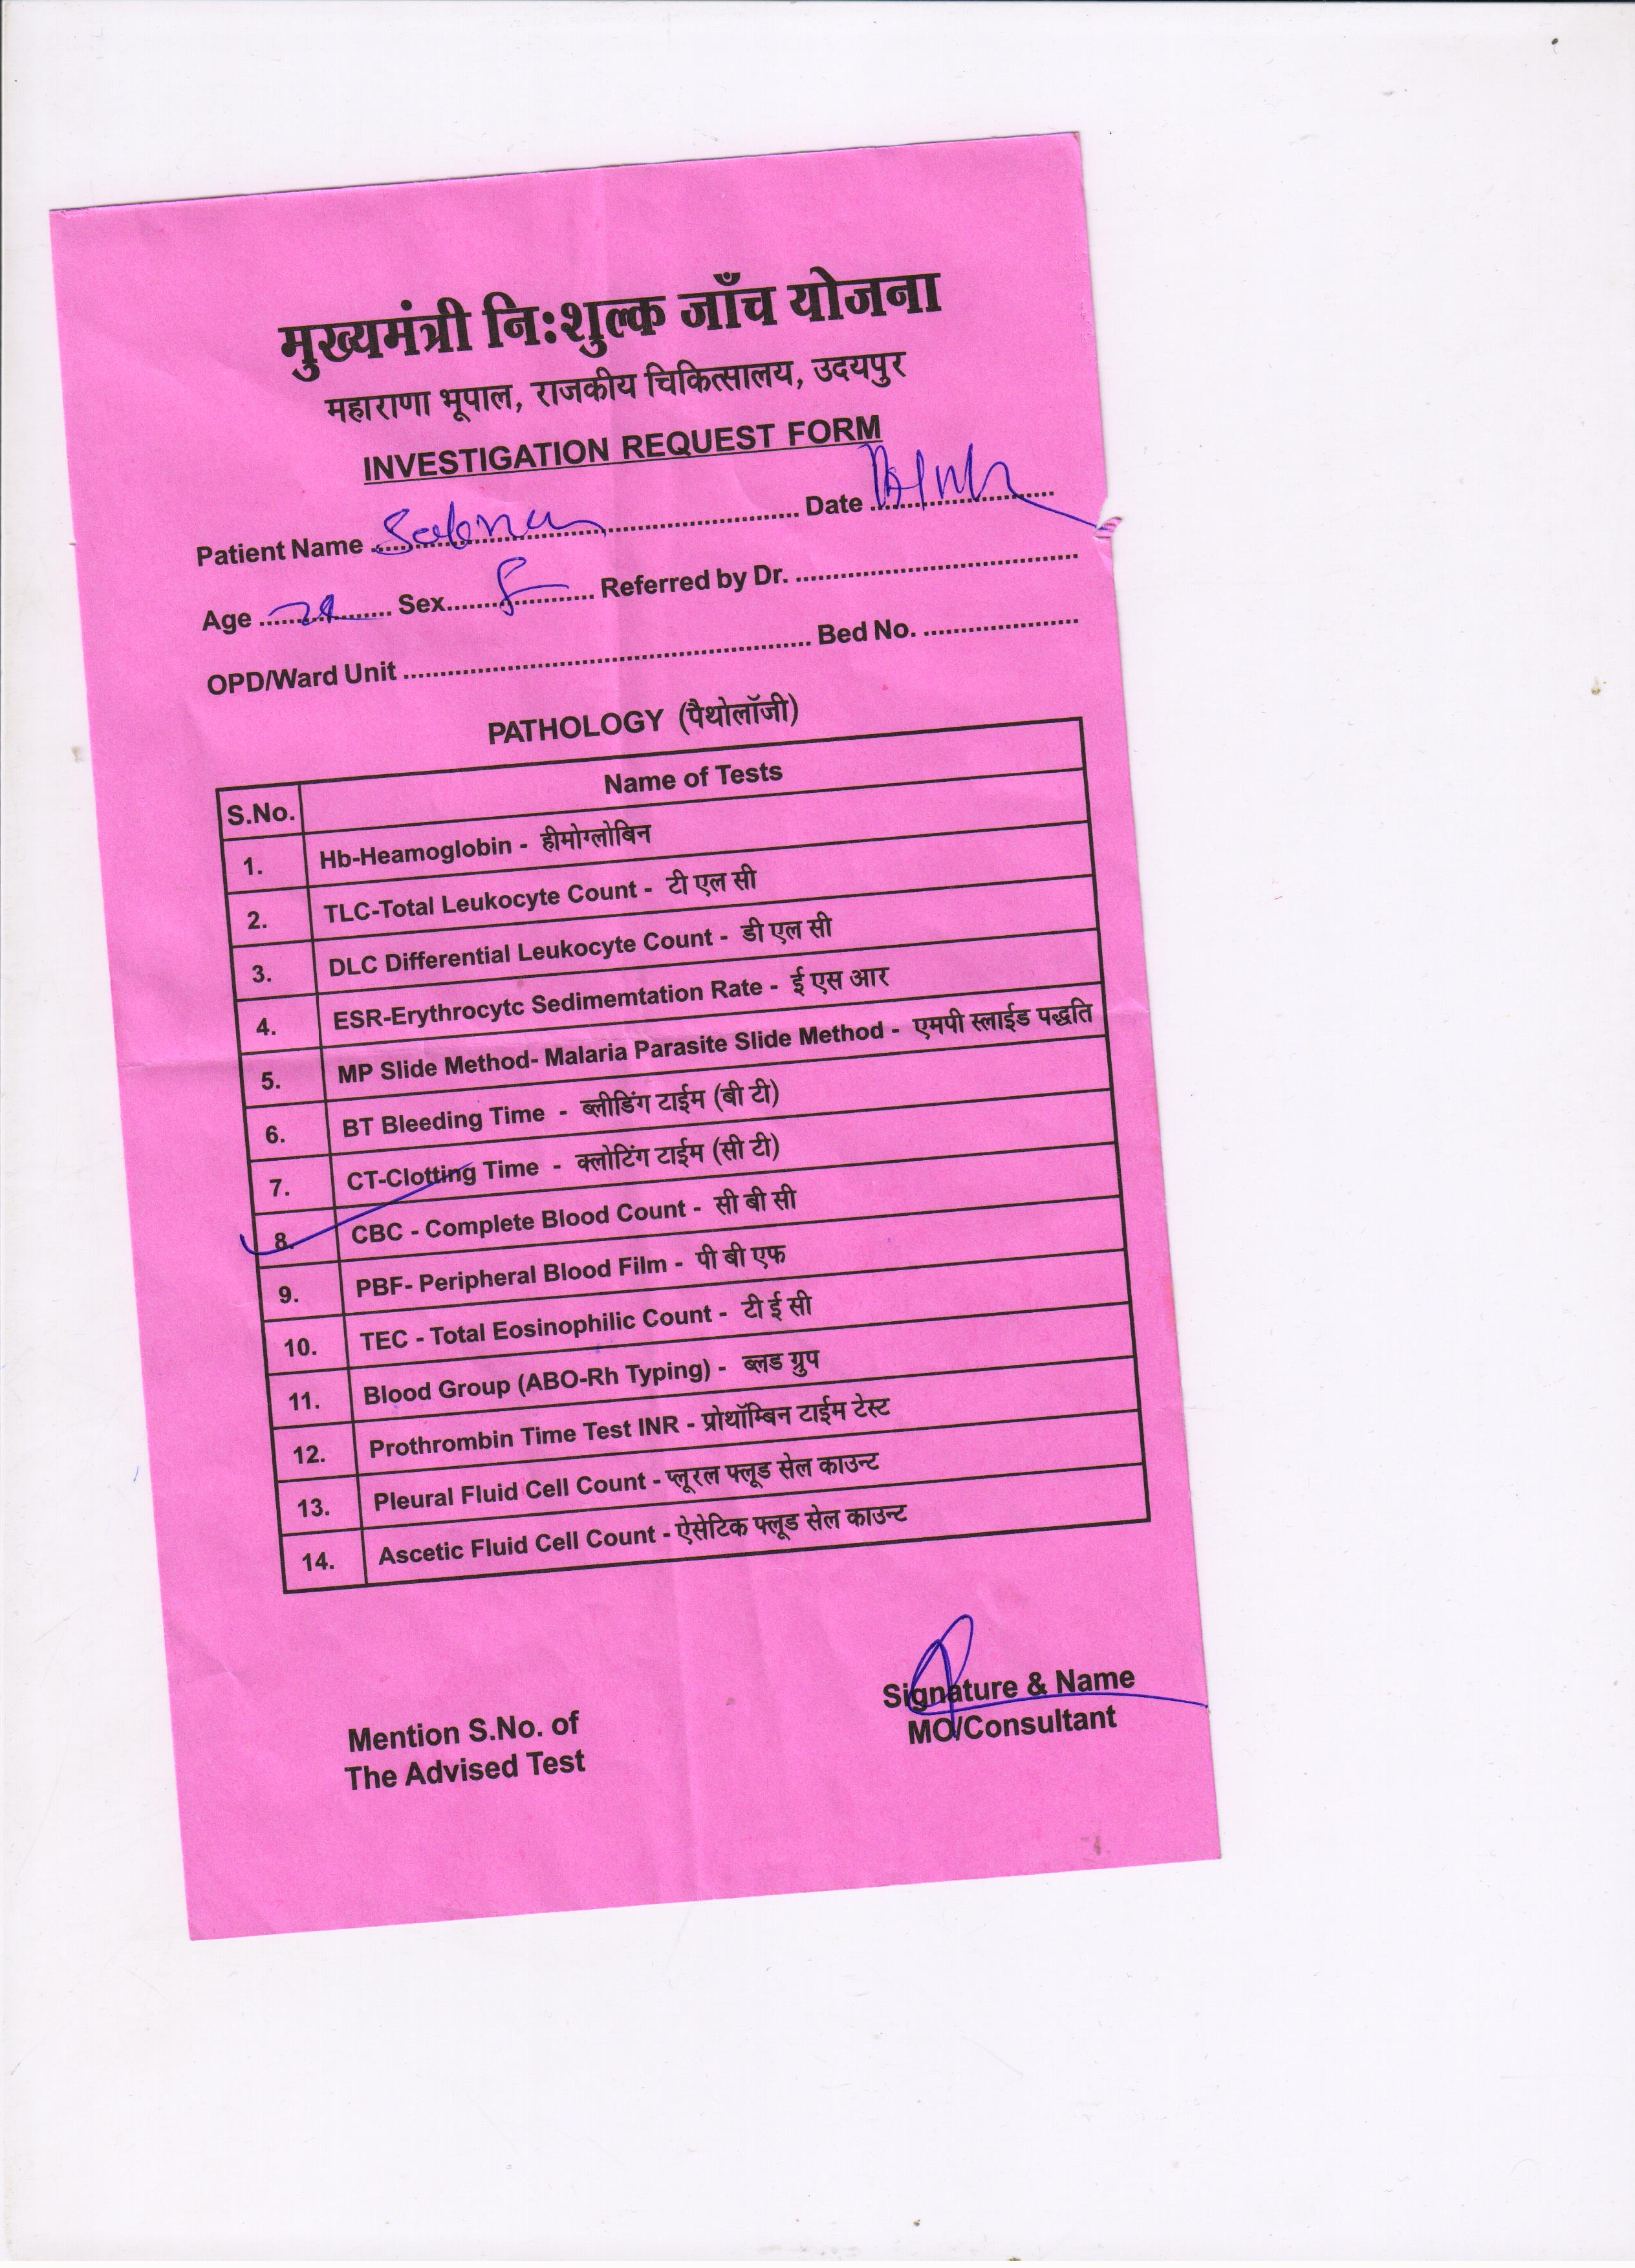 मुख्यमंत्री निःशुल्क जाँच योजना
महाराणा भूपाल, राजकीय चिकित्सालय, उदयपुर
INVESTIGATION REQUEST FORM
Patient Name ........................ Date ........................
Age ............ Sex............ Referred by Dr. ........................
OPD/Ward Unit ........................ Bed No. ........................
PATHOLOGY (पैथोलॉजी)
S.No. Name of Tests
1. Hb-Heamoglobin - हीमोग्लोबिन
2. TLC-Total Leukocyte Count - टी एल सी
3. DLC Differential Leukocyte Count - डी एल सी
4. ESR-Erythrocytc Sedimemtation Rate - ई एस आर
5. MP Slide Method- Malaria Parasite Slide Method - एमपी स्लाईड पद्धति
6. BT Bleeding Time - ब्लीडिंग टाईम (बी टी)
7. CT-Clotting Time - क्लोटिंग टाईम (सी टी)
8. CBC - Complete Blood Count - सी बी सी
9. PBF- Peripheral Blood Film - पी बी एफ
10. TEC - Total Eosinophilic Count - टी ई सी
11. Blood Group (ABO-Rh Typing) - ब्लड ग्रुप
12. Prothrombin Time Test INR - प्रोथॉम्बिन टाईम टेस्ट
13. Pleural Fluid Cell Count - प्लूरल फ्लूड सेल काउन्ट
14. Ascetic Fluid Cell Count - ऐसेटिक फ्लूड सेल काउन्ट
Signature & Name
MO/Consultant
Mention S.No. of
The Advised Test